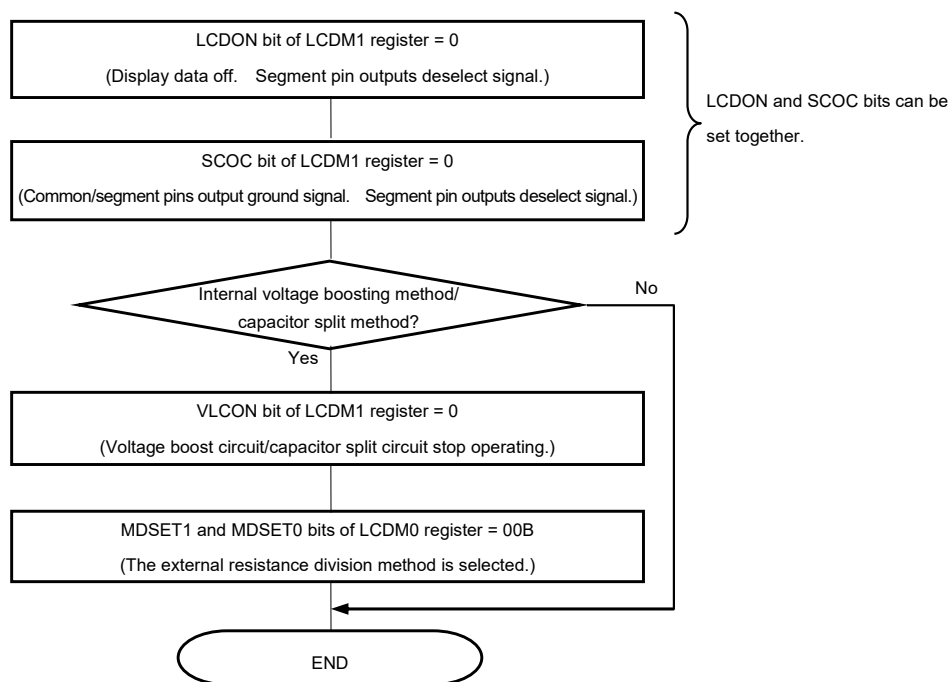 LCDON bit of LCDM1 register = 0
(Display data off. Segment pin outputs deselect signal.)
LCDON and SCOC bits can be
set together.
SCOC bit of LCDM1 register = 0
(Common/segment pins output ground signal. Segment pin outputs deselect signal.)
Internal voltage boosting method/
capacitor split method?
No
Yes
VLCON bit of LCDM1 register = 0
(Voltage boost circuit/capacitor split circuit stop operating.)
MDSET1 and MDSET0 bits of LCDM0 register = 00B
(The external resistance division method is selected.)
END